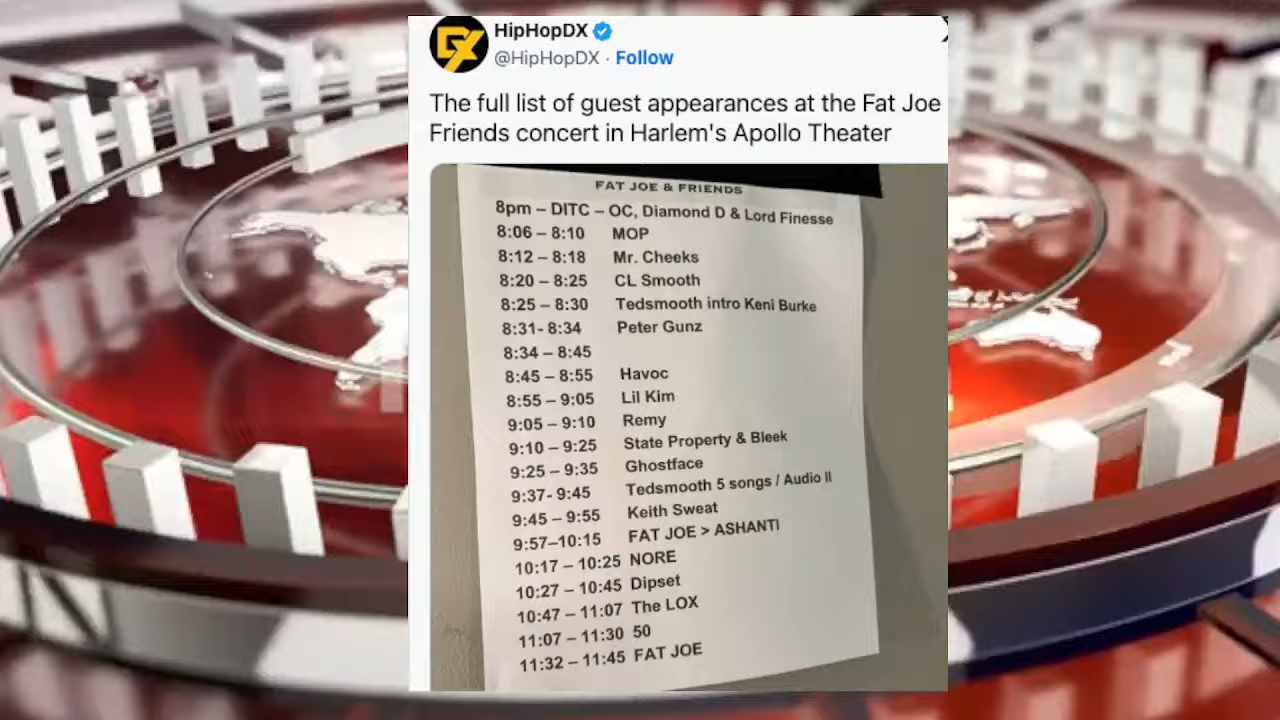 HipHopDX
@HipHopDX · Follow
The full list of guest appearances at the Fat Joe
Friends concert in Harlem's Apollo Theater
FAT JOE & FRIENDS
8pm – DITC – OC, Diamond D & Lord Finesse
8:06 – 8:10 MOP
8:12 – 8:18 Mr. Cheeks
8:20 – 8:25 CL Smooth
8:25 – 8:30 Tedsmooth intro Keni Burke
8:31- 8:34 Peter Gunz
8:34 – 8:45
8:45 – 8:55 Havoc
8:55 – 9:05 Lil Kim
9:05 – 9:10 Remy
9:10 – 9:25 State Property & Bleek
9:25 – 9:35 Ghostface
9:37- 9:45 Tedsmooth 5 songs / Audio II
9:45 – 9:55 Keith Sweat
9:57–10:15 FAT JOE > ASHANTI
10:17 – 10:25 NORE
10:27 – 10:45 Dipset
10:47 – 11:07 The LOX
11:07 – 11:30 50
11:32 – 11:45 FAT JOE